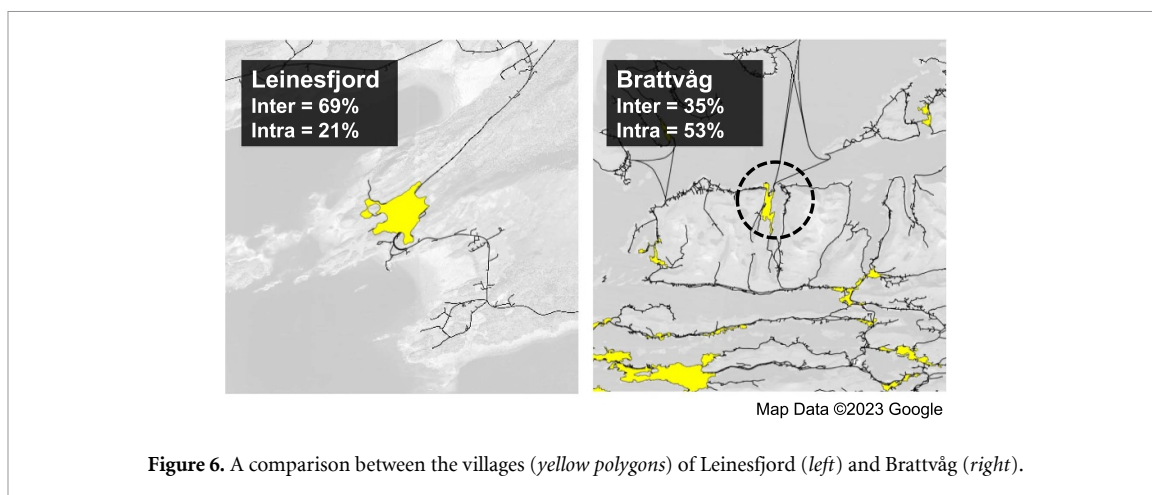 Leinesfjord
Inter = 69%
Intra = 21%
Brattvåg
Inter = 35%
Intra = 53%
Map Data ©2023 Google
Figure 6. A comparison between the villages (yellow polygons) of Leinesfjord (left) and Brattvåg (right).